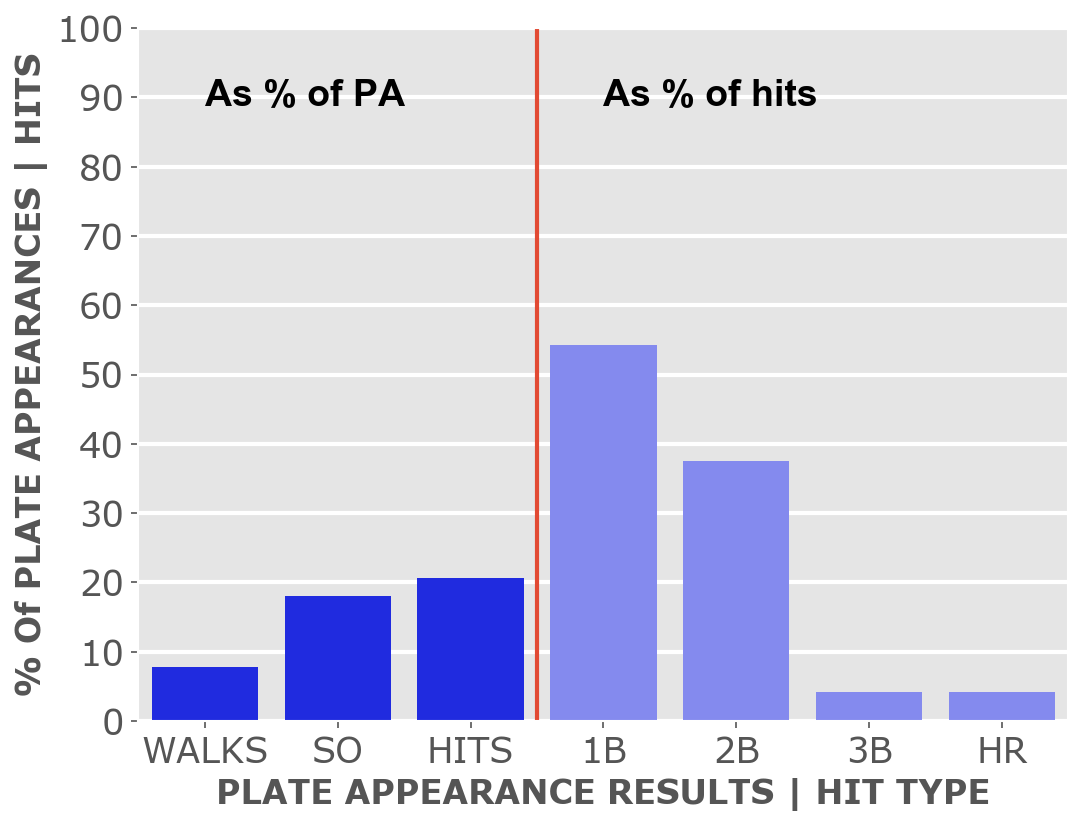 % Of PLATE APPEARANCES | HITS
100
90
80
70
60
50
40
30
20
10
0
As % of PA
As % of hits
WALKS SO HITS 1B 2B 3B HR
PLATE APPEARANCE RESULTS | HIT TYPE